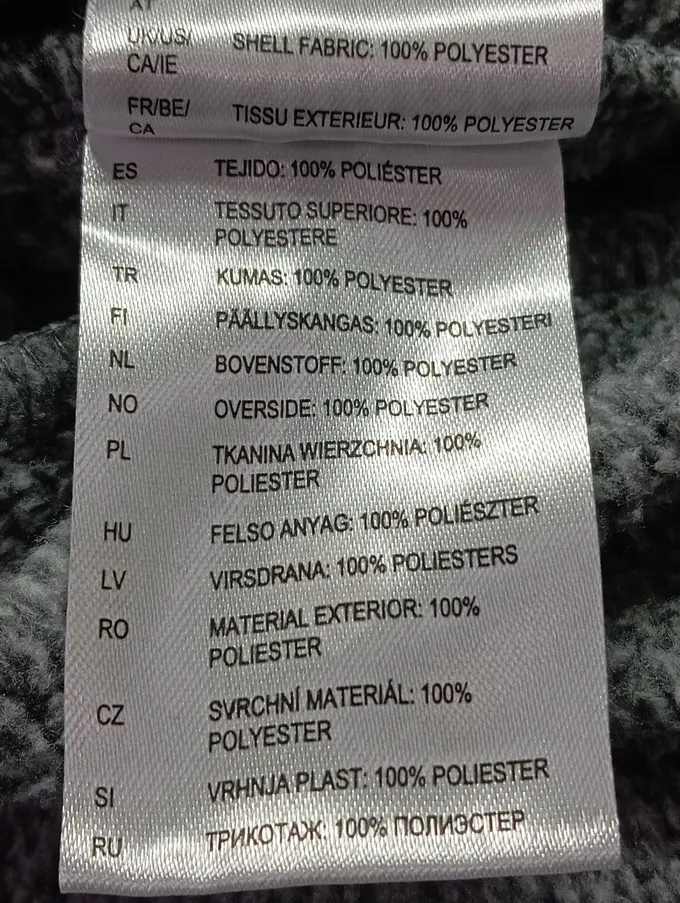 AT
UK/US/ SHELL FABRIC: 100% POLYESTER
CA/IE
FR/BE/ TISSU EXTERIEUR: 100% POLYESTER
CA
ES TEJIDO: 100% POLIÉSTER
IT TESSUTO SUPERIORE: 100%
POLYESTERE
TR KUMAS: 100% POLYESTER
FI PÄÄLLYSKANGAS: 100% POLYESTERI
NL BOVENSTOFF: 100% POLYESTER
NO OVERSIDE: 100% POLYESTER
PL TKANINA WIERZCHNIA: 100%
POLIESTER
HU FELSO ANYAG: 100% POLIÉSZTER
LV VIRSDRANA: 100% POLIESTERS
RO MATERIAL EXTERIOR: 100%
POLIESTER
CZ SVRCHNÍ MATERIÁL: 100%
POLYESTER
SI VRHNJA PLAST: 100% POLIESTER
RU ТРИКОТАЖ: 100% ПОЛИЭСТЕР